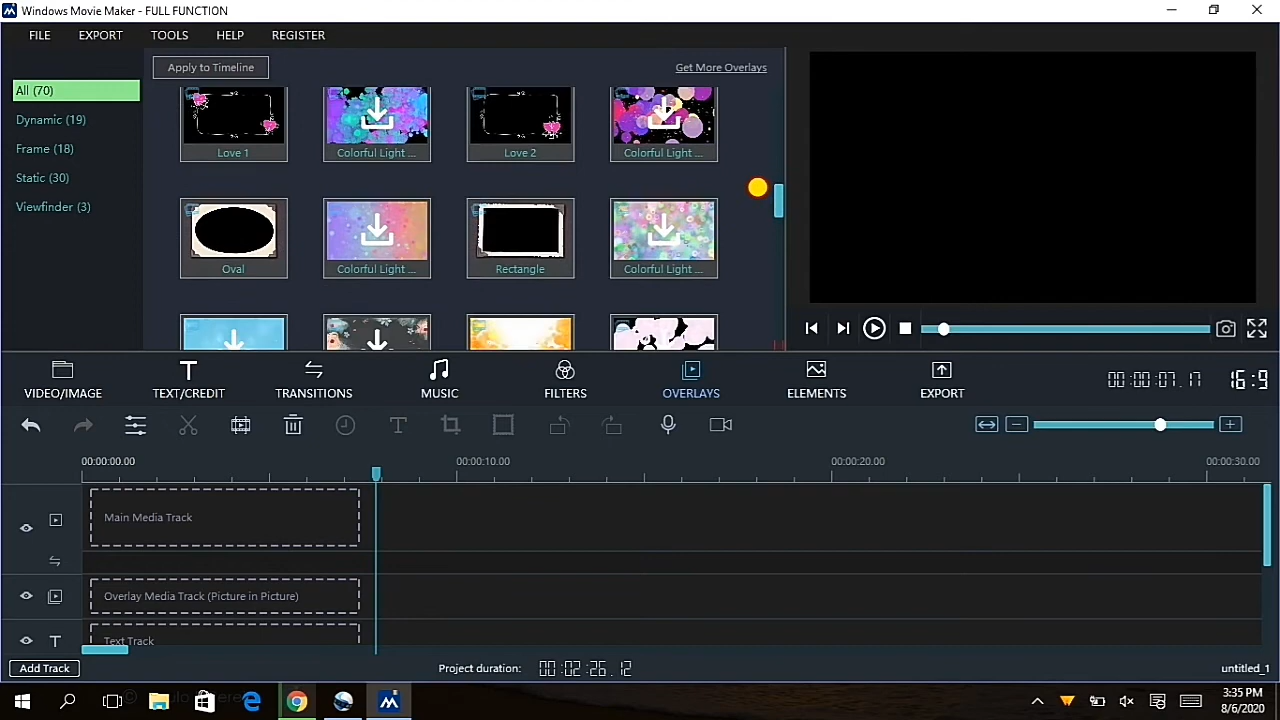 Windows Movie Maker - FULL FUNCTION
FILE EXPORT TOOLS HELP REGISTER
Apply to Timeline
Get More Overlays
All (70)
Dynamic (19)
Frame (18)
Static (30)
Viewfinder (3)
Love 1
Colorful Light ...
Love 2
Colorful Light ...
Oval
Colorful Light ...
Rectangle
Colorful Light ...
VIDEO/IMAGE
TEXT/CREDIT
TRANSITIONS
MUSIC
FILTERS
OVERLAYS
ELEMENTS
EXPORT
00:00:07.17
16:9
00:00:00.00
00:00:10.00
00:00:20.00
00:00:30.00
Main Media Track
Overlay Media Track (Picture in Picture)
Text Track
Add Track
Project duration: 00:02:26.12
untitled_1
3:35 PM
8/6/2020